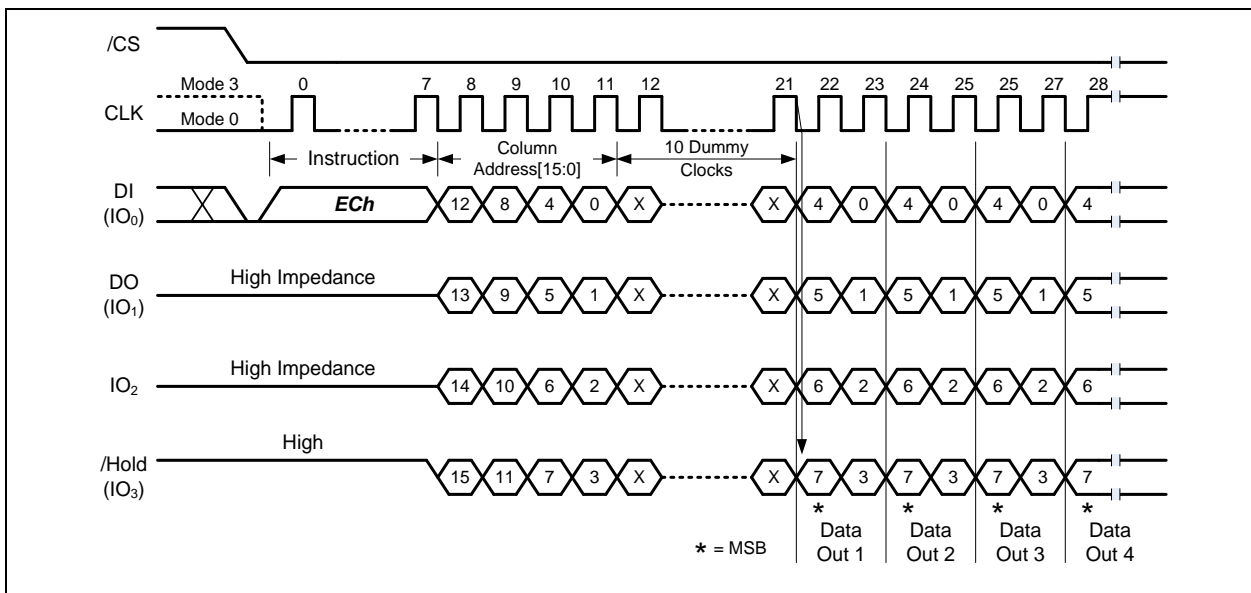 /CS
Mode 3 0 7 8 9 10 11 12 21 22 23 24 25 25 27 28
CLK
Mode 0
Instruction
Column
Address[15:0]
10 Dummy
Clocks
DI
(IO₀)
ECh 12 8 4 0 X X 4 0 4 0 4 0 4
High Impedance
DO
(IO₁)
13 9 5 1 X X 5 1 5 1 5 1 5
High Impedance
IO₂
14 10 6 2 X X 6 2 6 2 6 2 6
High
/Hold
(IO₃)
15 11 7 3 X X 7 3 7 3 7 3 7
* * * *
* = MSB
Data
Out 1
Data
Out 2
Data
Out 3
Data
Out 4